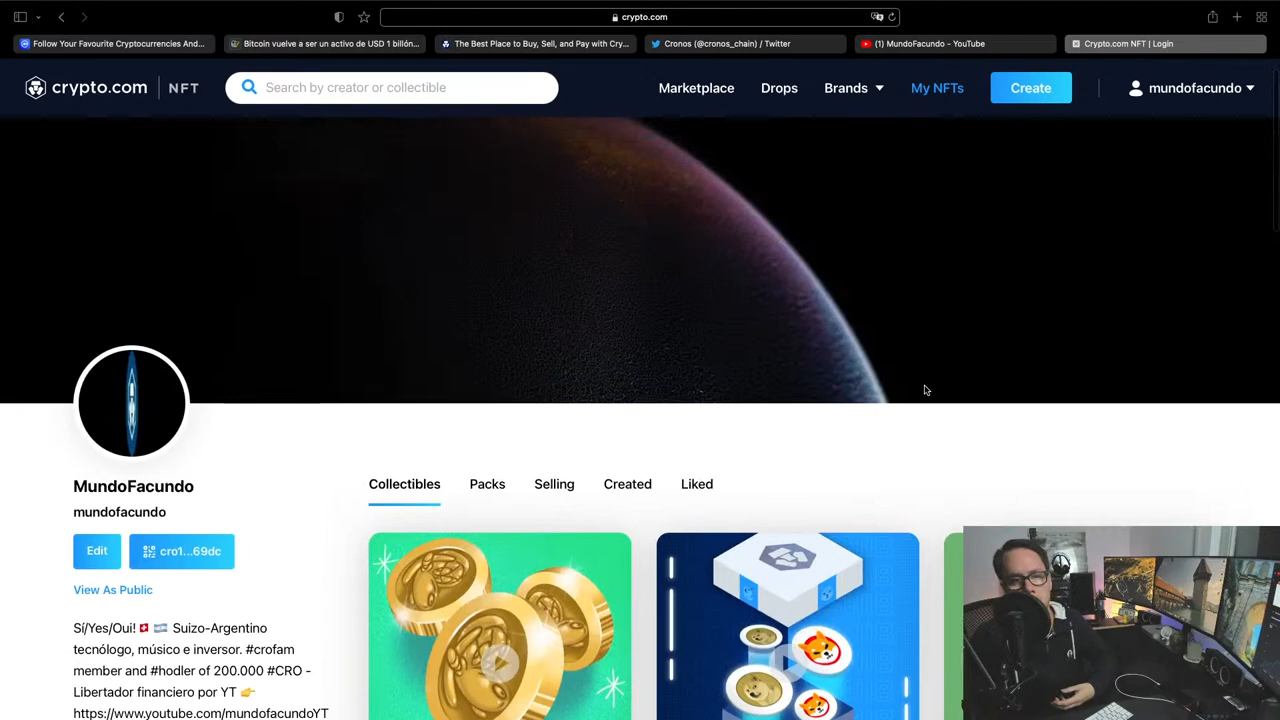 crypto.com
Follow Your Favourite Cryptocurrencies And...
Bitcoin vuelve a ser un activo de USD 1 billón...
The Best Place to Buy, Sell, and Pay with Cry...
Cronos (@cronos_chain) / Twitter
(1) MundoFacundo - YouTube
Crypto.com NFT | Login
crypto.com NFT
Search by creator or collectible
Marketplace
Drops
Brands
My NFTs
Create
mundofacundo
MundoFacundo
mundofacundo
Edit
cro1...69dc
View As Public
Sí/Yes/Oui! 🇨🇭 🇦🇷 Suizo-Argentino
tecnólogo, músico e inversor. #crofam
member and #hodler of 200.000 #CRO -
Libertador financiero por YT 👉
https://www.youtube.com/mundofacundoYT
Collectibles
Packs
Selling
Created
Liked